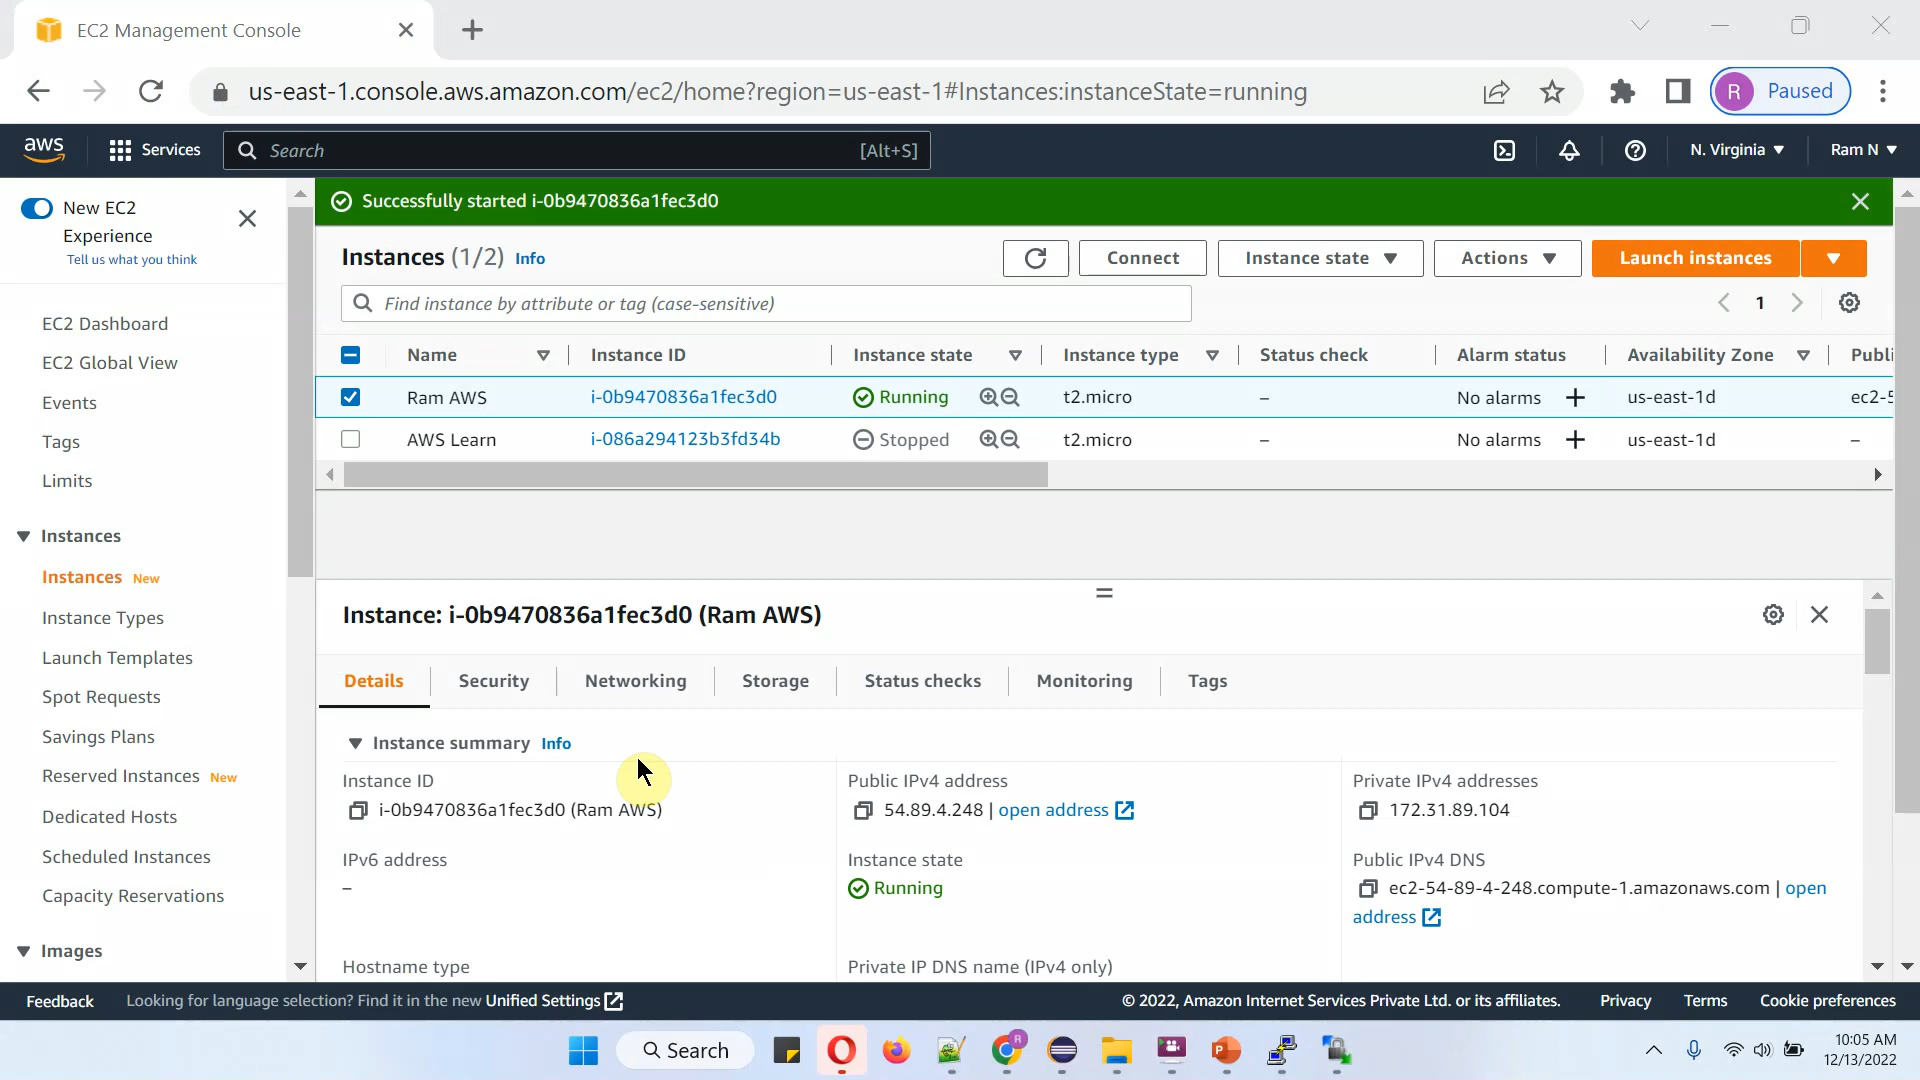 EC2 Management Console
us-east-1.console.aws.amazon.com/ec2/home?region=us-east-1#Instances:instanceState=running
R Paused
aws Services Search [Alt+S] N. Virginia Ram N
New EC2
Experience
Tell us what you think
Successfully started i-0b9470836a1fec3d0
Instances (1/2) Info Connect Instance state Actions Launch instances
Find instance by attribute or tag (case-sensitive) 1
Name Instance ID Instance state Instance type Status check Alarm status Availability Zone Publi
Ram AWS i-0b9470836a1fec3d0 Running t2.micro – No alarms + us-east-1d ec2-5
AWS Learn i-086a294123b3fd34b Stopped t2.micro – No alarms + us-east-1d –
EC2 Dashboard
EC2 Global View
Events
Tags
Limits
Instances
Instances New
Instance Types
Launch Templates
Spot Requests
Savings Plans
Reserved Instances New
Dedicated Hosts
Scheduled Instances
Capacity Reservations
Images
Instance: i-0b9470836a1fec3d0 (Ram AWS)
Details Security Networking Storage Status checks Monitoring Tags
Instance summary Info
Instance ID
i-0b9470836a1fec3d0 (Ram AWS)
Public IPv4 address
54.89.4.248 | open address
Private IPv4 addresses
172.31.89.104
IPv6 address
–
Instance state
Running
Public IPv4 DNS
ec2-54-89-4-248.compute-1.amazonaws.com | open
address
Hostname type
Private IP DNS name (IPv4 only)
Feedback Looking for language selection? Find it in the new Unified Settings © 2022, Amazon Internet Services Private Ltd. or its affiliates. Privacy Terms Cookie preferences
Search
10:05 AM
12/13/2022